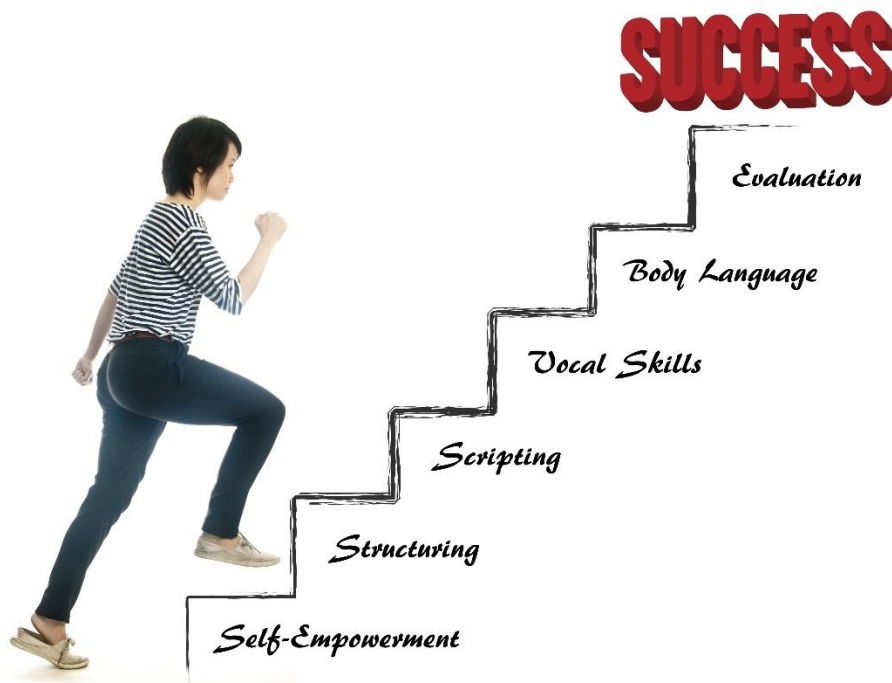 SUCCESS
Evaluation
Body Language
Vocal Skills
Scripting
Structuring
Self-Empowerment